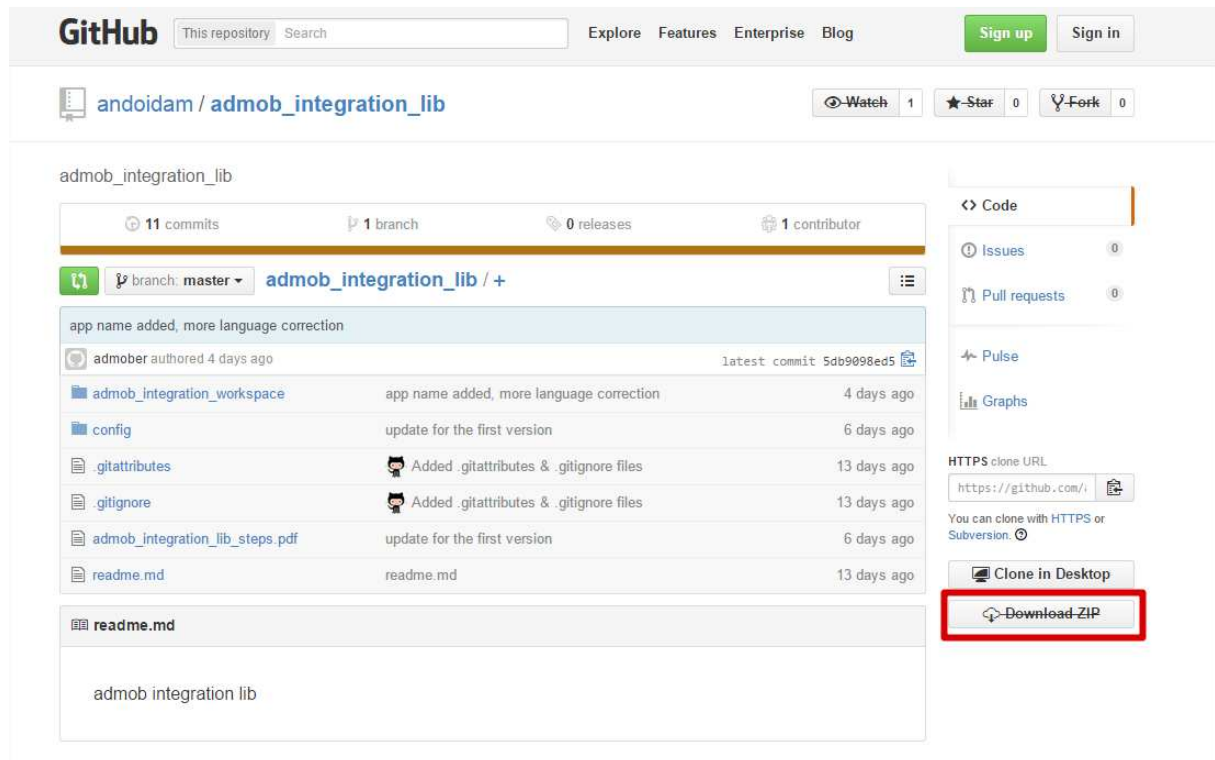 GitHub This repository Search Explore Features Enterprise Blog Sign up Sign in
andoidam / admob_integration_lib Watch 1 Star 0 Fork 0
admob_integration_lib
11 commits 1 branch 0 releases 1 contributor
branch: master admob_integration_lib / +
app name added, more language correction
admober authored 4 days ago latest commit 5db9098ed5
admob_integration_workspace app name added, more language correction 4 days ago
config update for the first version 6 days ago
.gitattributes Added .gitattributes & .gitignore files 13 days ago
.gitignore Added .gitattributes & .gitignore files 13 days ago
admob_integration_lib_steps.pdf update for the first version 6 days ago
readme.md readme.md 13 days ago
readme.md
admob integration lib
Code
Issues 0
Pull requests 0
Pulse
Graphs
HTTPS clone URL
https://github.com/
You can clone with HTTPS or
Subversion.
Clone in Desktop
Download ZIP